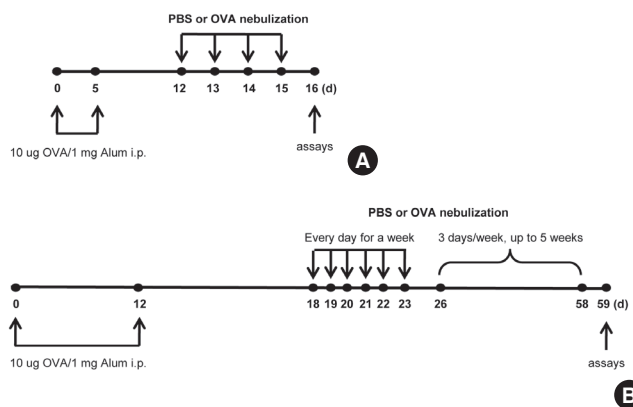 PBS or OVA nebulization
0 5 12 13 14 15 16 (d)
10 ug OVA/1 mg Alum i.p.
assays
A
PBS or OVA nebulization
Every day for a week 3 days/week, up to 5 weeks
0 12 18 19 20 21 22 23 26 58 59 (d)
10 ug OVA/1 mg Alum i.p.
assays
B